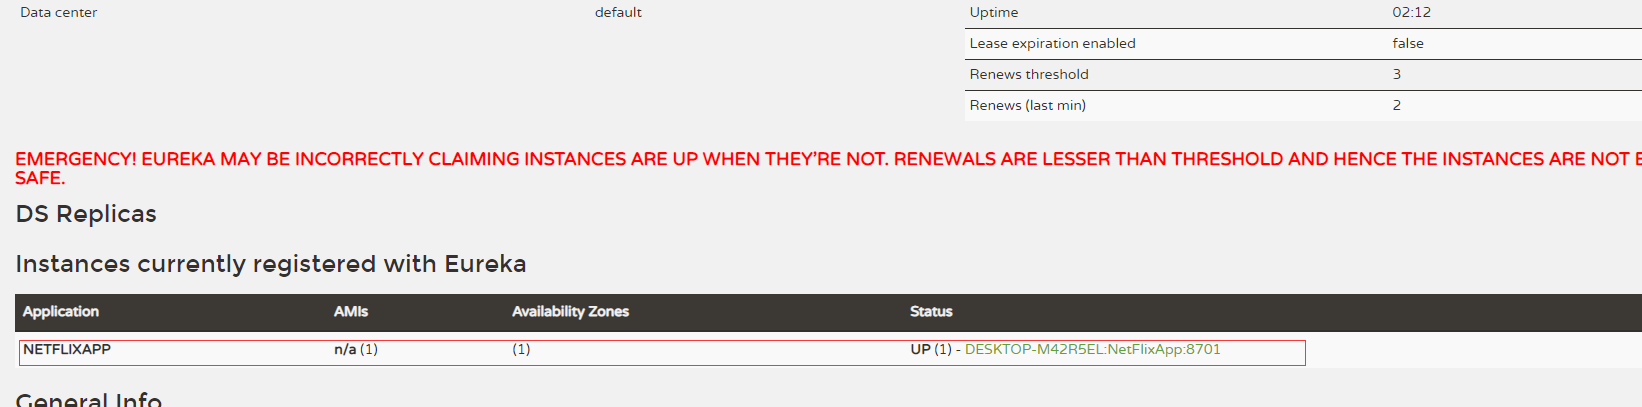 Data center default Uptime 02:12
Lease expiration enabled false
Renews threshold 3
Renews (last min) 2
EMERGENCY! EUREKA MAY BE INCORRECTLY CLAIMING INSTANCES ARE UP WHEN THEY'RE NOT. RENEWALS ARE LESSER THAN THRESHOLD AND HENCE THE INSTANCES ARE NOT
SAFE.
DS Replicas
Instances currently registered with Eureka
Application AMIs Availability Zones Status
NETFLIXAPP n/a (1) (1) UP (1) - DESKTOP-M42R5EL:NetFlixApp:8701
General Info